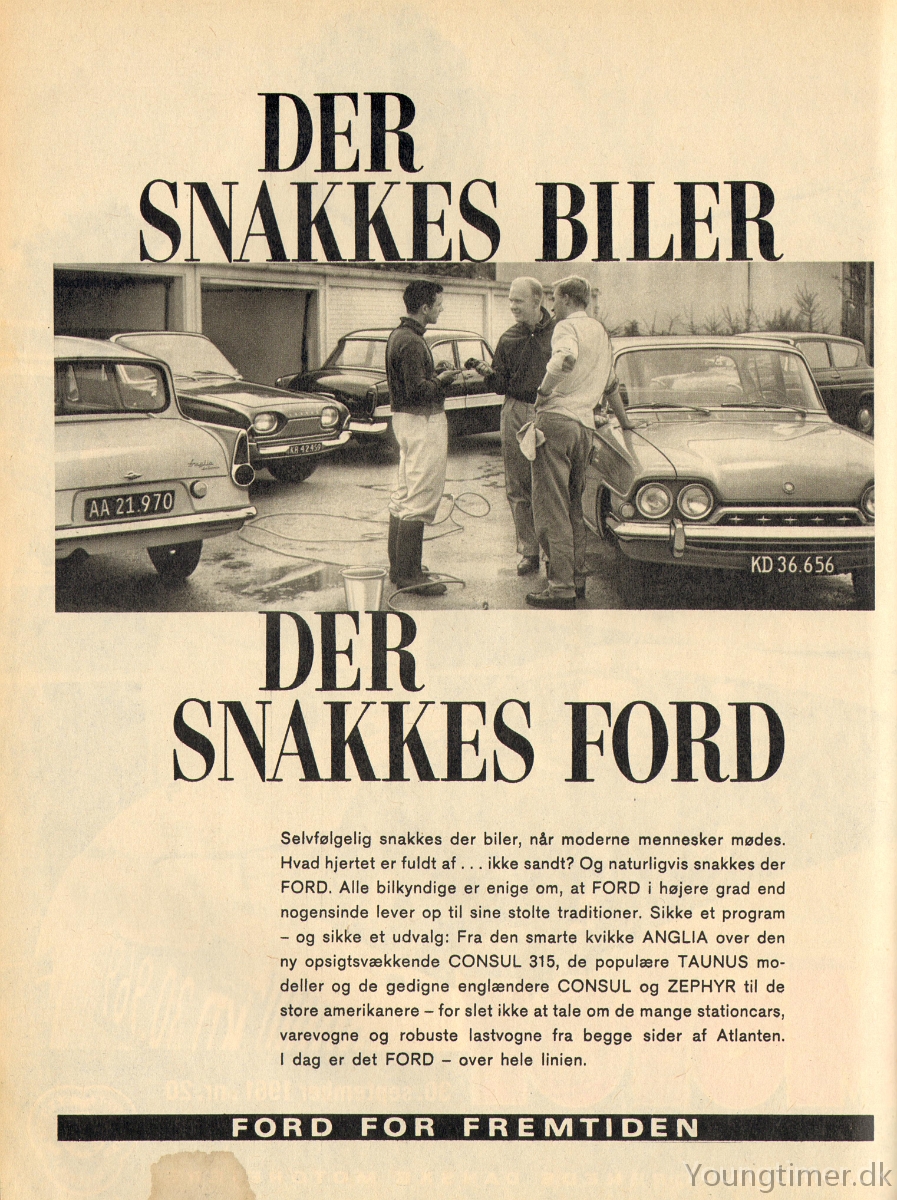 DER
SNAKKES BILER
Anglia
AA 21.970
KR 42.450
KD 36.656
DER
SNAKKES FORD
Selvfølgelig snakkes der biler, når moderne mennesker mødes.
Hvad hjertet er fuldt af . . . ikke sandt? Og naturligvis snakkes der
FORD. Alle bilkyndige er enige om, at FORD i højere grad end
nogensinde lever op til sine stolte traditioner. Sikke et program
– og sikke et udvalg: Fra den smarte kvikke ANGLIA over den
ny opsigtsvækkende CONSUL 315, de populære TAUNUS mo-
deller og de gedigne englændere CONSUL og ZEPHYR til de
store amerikanere – for slet ikke at tale om de mange stationcars,
varevogne og robuste lastvogne fra begge sider af Atlanten.
I dag er det FORD – over hele linien.
FORD FOR FREMTIDEN
Youngtimer.dk